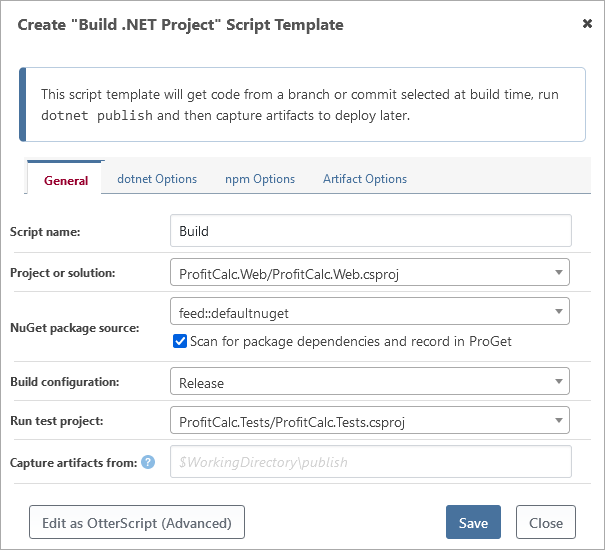 Create "Build .NET Project" Script Template
✖
This script template will get code from a branch or commit selected at build time, run
dotnet publish and then capture artifacts to deploy later.
General dotnet Options npm Options Artifact Options
Script name: Build
Project or solution: ProfitCalc.Web/ProfitCalc.Web.csproj
NuGet package source: feed::defaultnuget
Scan for package dependencies and record in ProGet
Build configuration: Release
Run test project: ProfitCalc.Tests/ProfitCalc.Tests.csproj
Capture artifacts from: ? $WorkingDirectory\publish
Edit as OtterScript (Advanced) Save Close